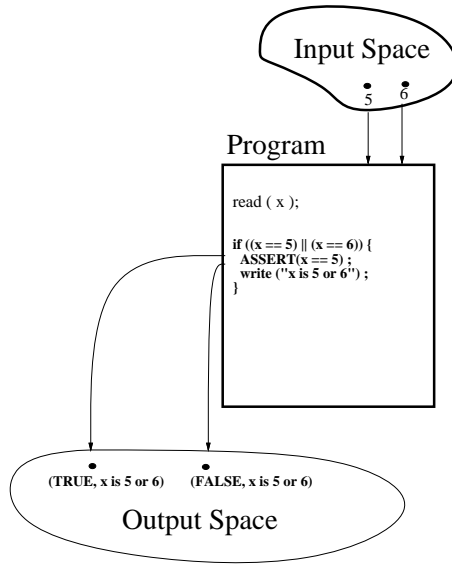 Input Space
5 6
Program
read ( x );
if ((x == 5) || (x == 6)) {
ASSERT(x == 5) ;
write ("x is 5 or 6") ;
}
(TRUE, x is 5 or 6) (FALSE, x is 5 or 6)
Output Space